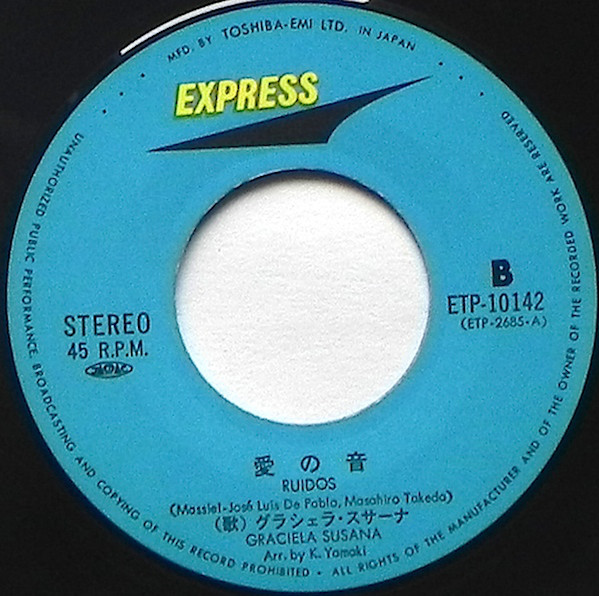 MFD. BY TOSHIBA-EMI LTD. IN JAPAN
EXPRESS
STEREO
45 R.P.M.
B
ETP-10142
(ETP-2685-A)
愛の音
RUIDOS
(Massiel-José Luis De Pablo, Masahiro Takeda)
(歌) グラシェラ・スサーナ
GRACIELA SUSANA
Arr. by K. Yamaki
UNAUTHORIZED PUBLIC PERFORMANCE, BROADCASTING AND COPYING OF THIS RECORD PROHIBITED · ALL RIGHTS OF THE MANUFACTURER AND OF THE OWNER OF THE RECORDED WORK ARE RESERVED